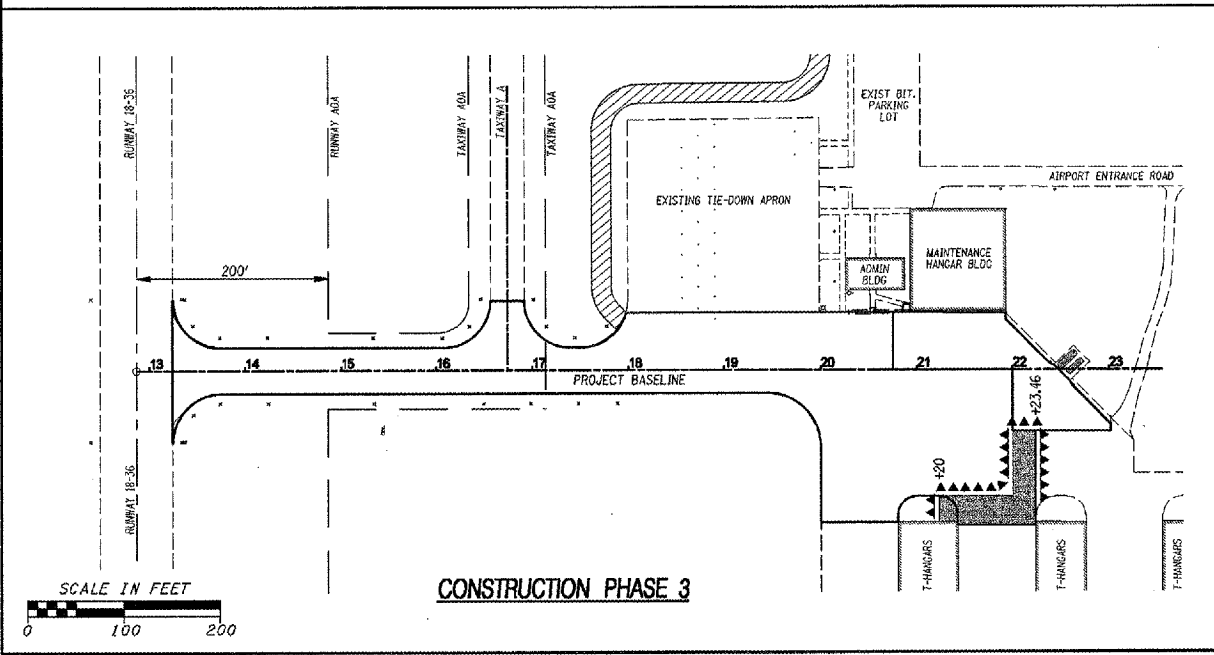 RUNWAY 18-36
RUNWAY AOA
TAXIWAY AOA
TAXIWAY A
TAXIWAY AOA
EXIST BIT.
PARKING
LOT
AIRPORT ENTRANCE ROAD
EXISTING TIE-DOWN APRON
MAINTENANCE
HANGAR BLDG
ADMIN
BLDG
200'
13 14 15 16 17 18 19 20 21 22 23
PROJECT BASELINE
+23.46
+20
RUNWAY 18-36
T-HANGARS
T-HANGARS
T-HANGARS
SCALE IN FEET
0 100 200
CONSTRUCTION PHASE 3